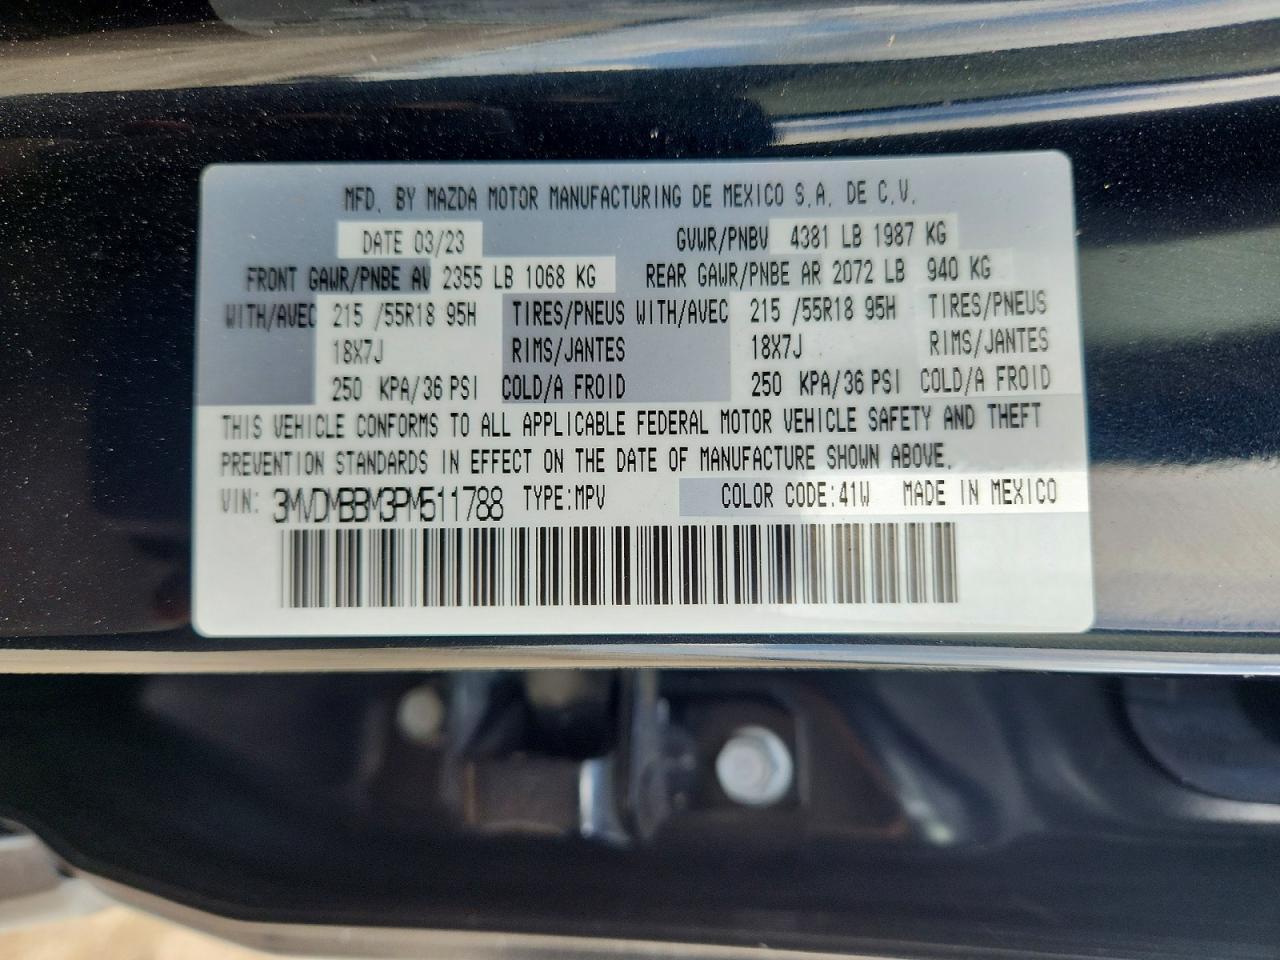 MFD. BY MAZDA MOTOR MANUFACTURING DE MEXICO S.A. DE C.V.
DATE 03/23 GVWR/PNBV 4381 LB 1987 KG
FRONT GAWR/PNBE AV 2355 LB 1068 KG REAR GAWR/PNBE AR 2072 LB 940 KG
WITH/AVEC 215 /55R18 95H TIRES/PNEUS WITH/AVEC 215 /55R18 95H TIRES/PNEUS
18X7J RIMS/JANTES 18X7J RIMS/JANTES
250 KPA/36 PSI COLD/A FROID 250 KPA/36 PSI COLD/A FROID
THIS VEHICLE CONFORMS TO ALL APPLICABLE FEDERAL MOTOR VEHICLE SAFETY AND THEFT
PREVENTION STANDARDS IN EFFECT ON THE DATE OF MANUFACTURE SHOWN ABOVE.
VIN: 3MVDMBBM3PM511788 TYPE:MPV COLOR CODE:41W MADE IN MEXICO